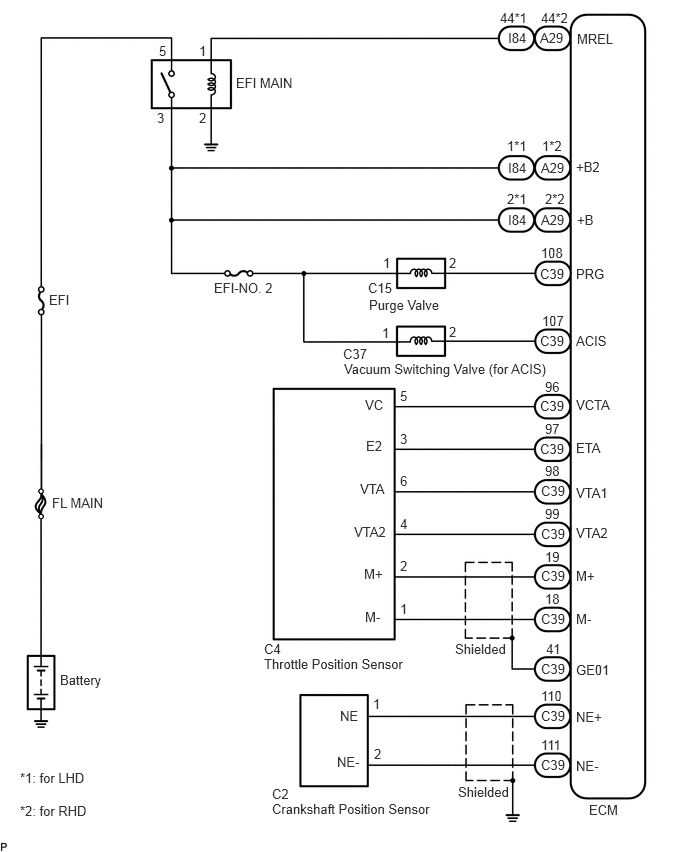 44*1 44*2
5 1 I84 A29 MREL
EFI MAIN
3 2
1*1 1*2
I84 A29 +B2
2*1 2*2
I84 A29 +B
108
1 2 C39 PRG
EFI-NO. 2 C15
Purge Valve
EFI
107
1 2 C39 ACIS
C37
Vacuum Switching Valve (for ACIS)
96
VC 5 C39 VCTA
97
E2 3 C39 ETA
98
VTA 6 C39 VTA1
FL MAIN
99
VTA2 4 C39 VTA2
19
M+ 2 C39 M+
18
M- 1 C39 M-
C4 Shielded 41
Throttle Position Sensor C39 GE01
Battery
110
NE 1 C39 NE+
111
NE- 2 C39 NE-
*1: for LHD
C2 Shielded
Crankshaft Position Sensor ECM
*2: for RHD
P